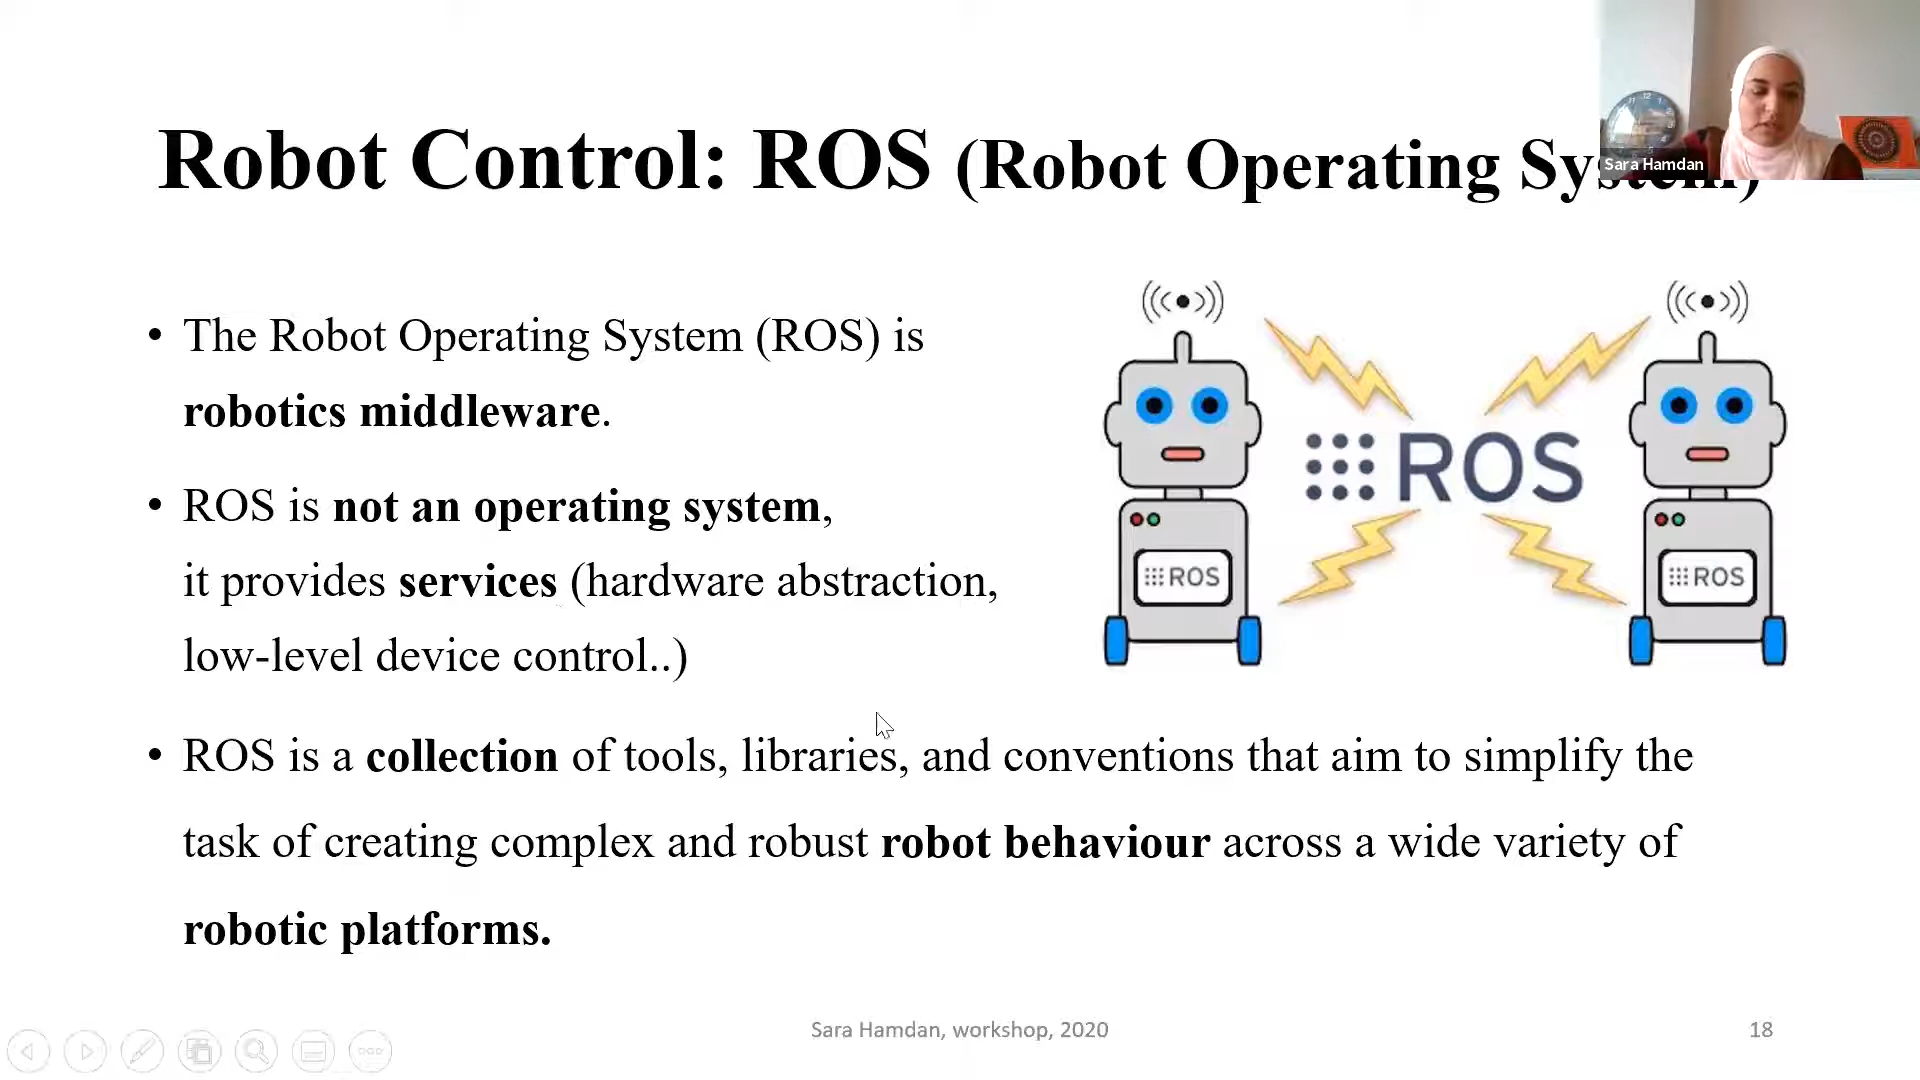 Robot Control: ROS (Robot Operating System)
Sara Hamdan
• The Robot Operating System (ROS) is
robotics middleware.
• ROS is not an operating system,
it provides services (hardware abstraction,
low-level device control..)
ROS
ROS
ROS
• ROS is a collection of tools, libraries, and conventions that aim to simplify the
task of creating complex and robust robot behaviour across a wide variety of
robotic platforms.
Sara Hamdan, workshop, 2020
18